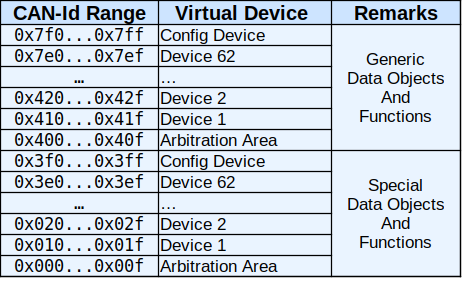 CAN-Id Range Virtual Device Remarks
0x7f0...0x7ff Config Device
0x7e0...0x7ef Device 62
… …
0x420...0x42f Device 2
0x410...0x41f Device 1
0x400...0x40f Arbitration Area
Generic
Data Objects
And
Functions
0x3f0...0x3ff Config Device
0x3e0...0x3ef Device 62
… …
0x020...0x02f Device 2
0x010...0x01f Device 1
0x000...0x00f Arbitration Area
Special
Data Objects
And
Functions